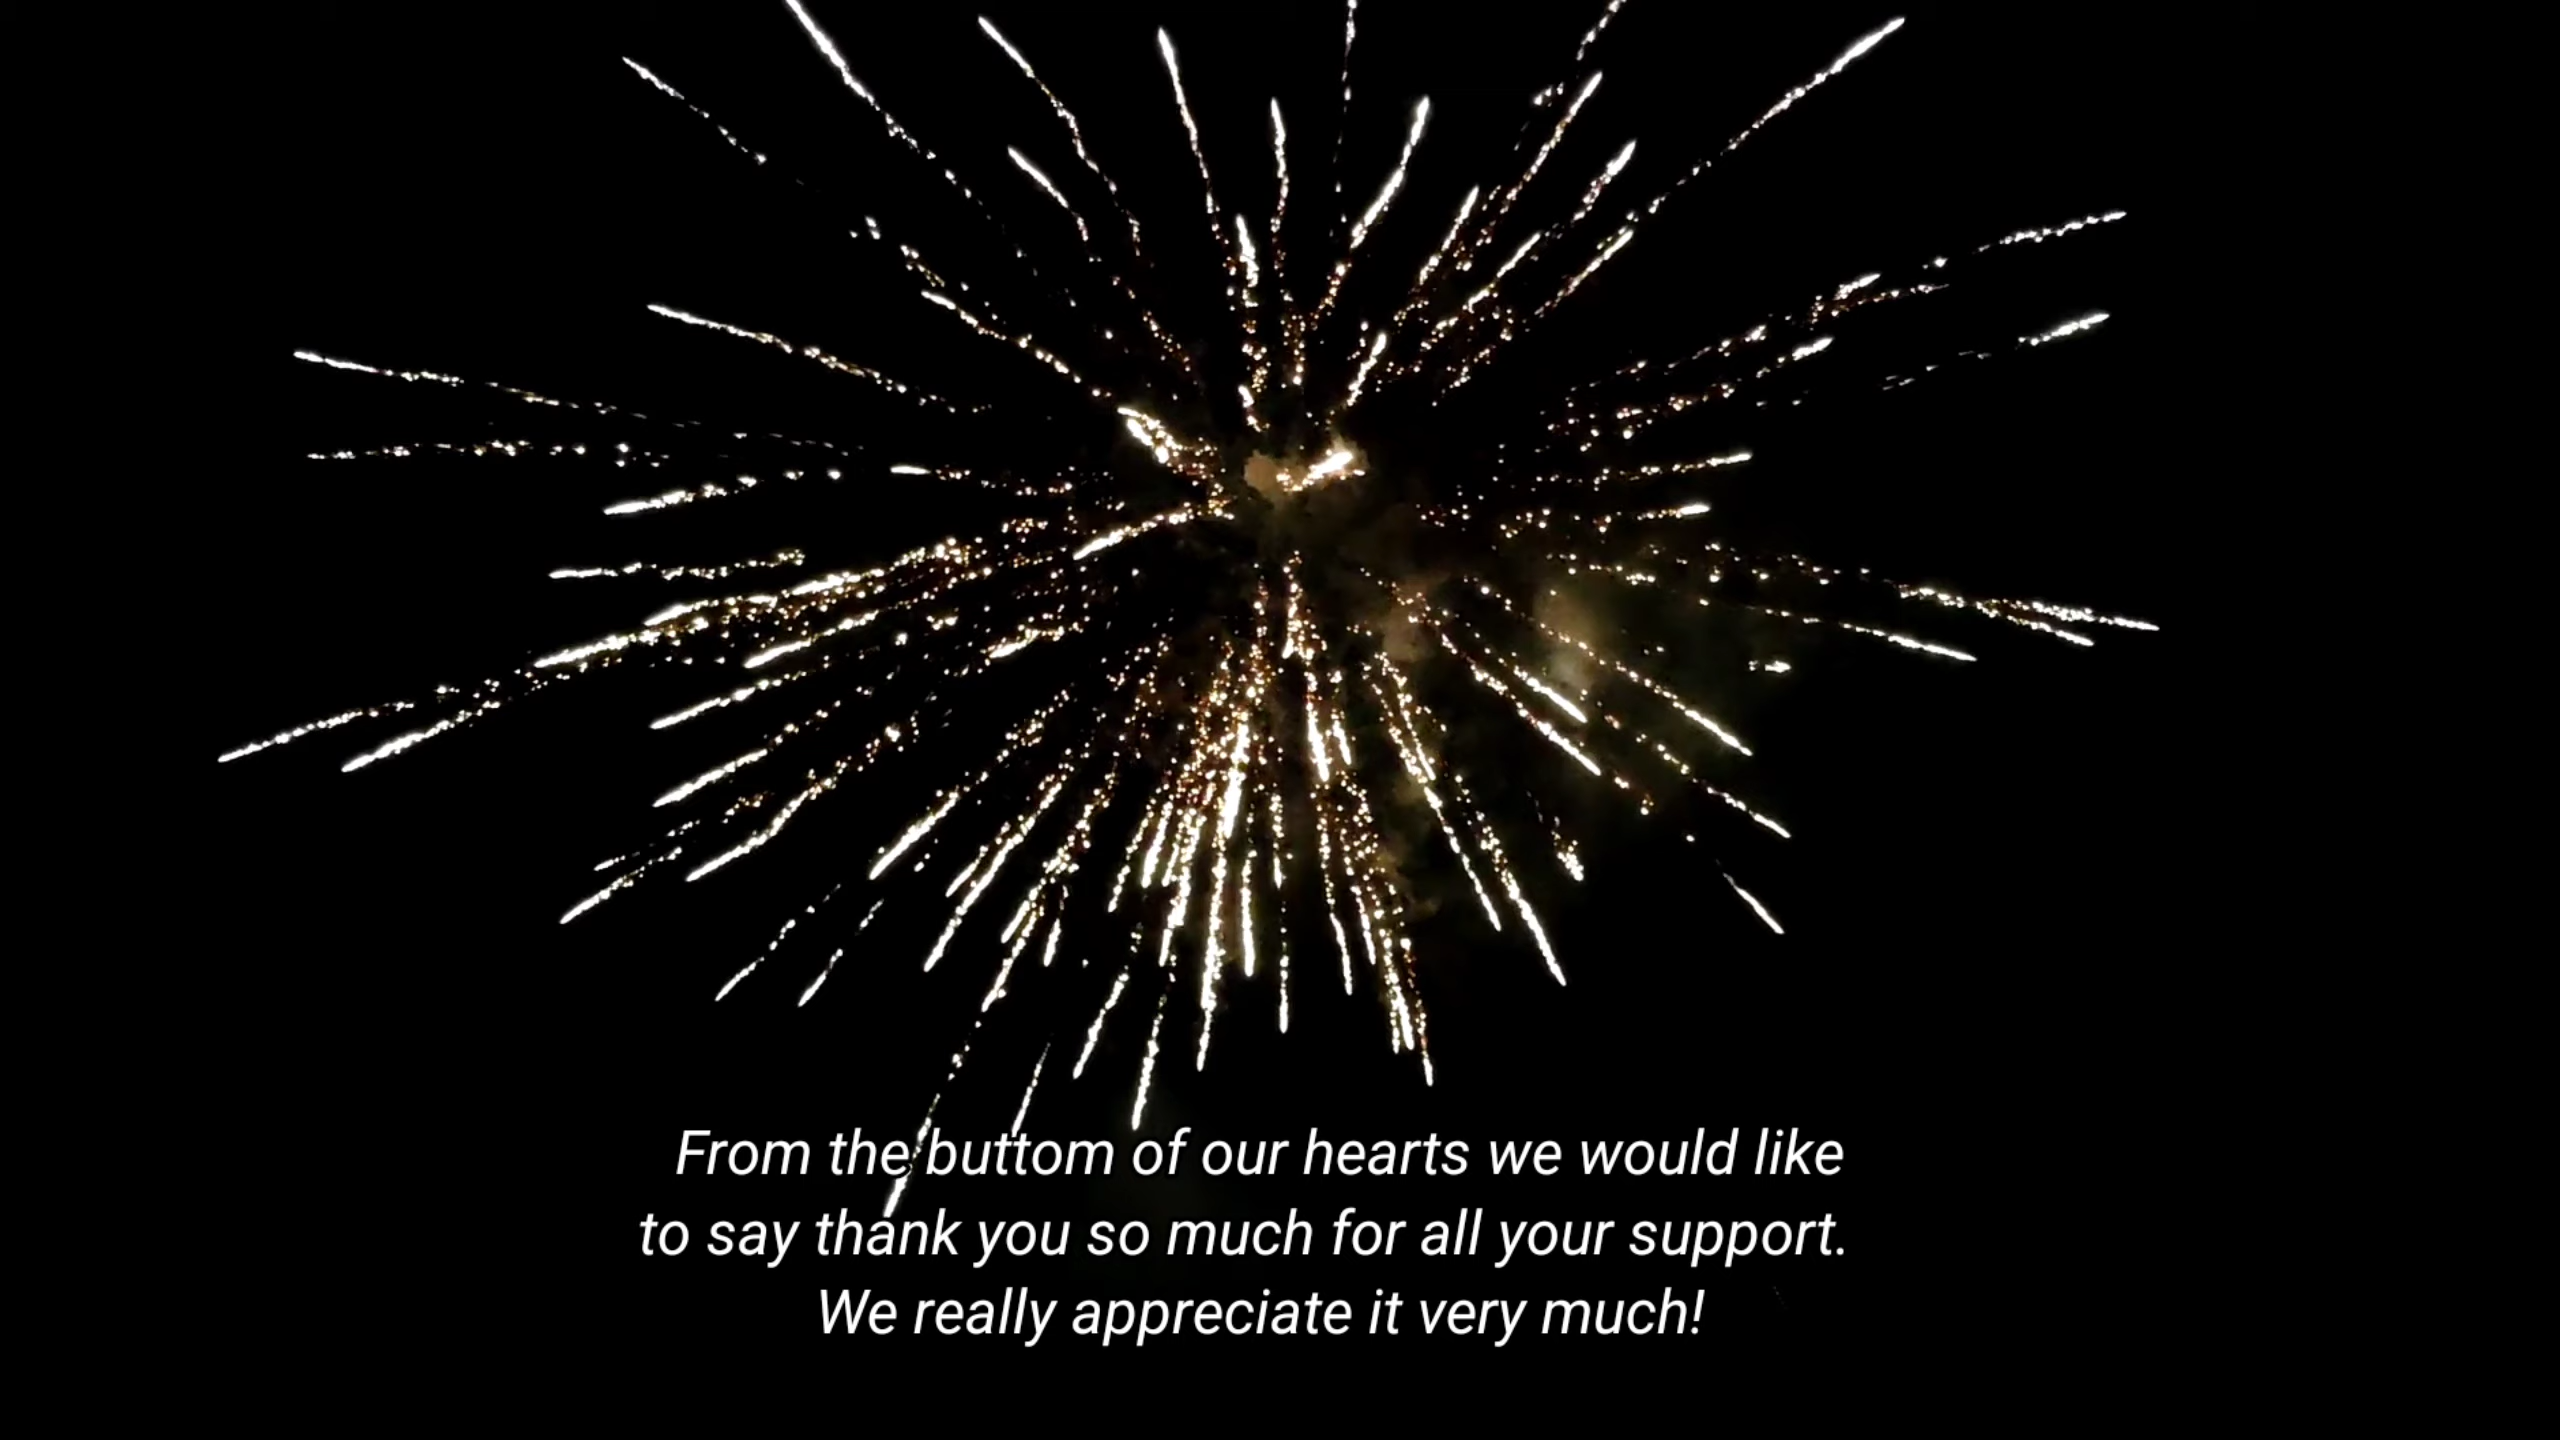 From the buttom of our hearts we would like
to say thank you so much for all your support.
We really appreciate it very much!